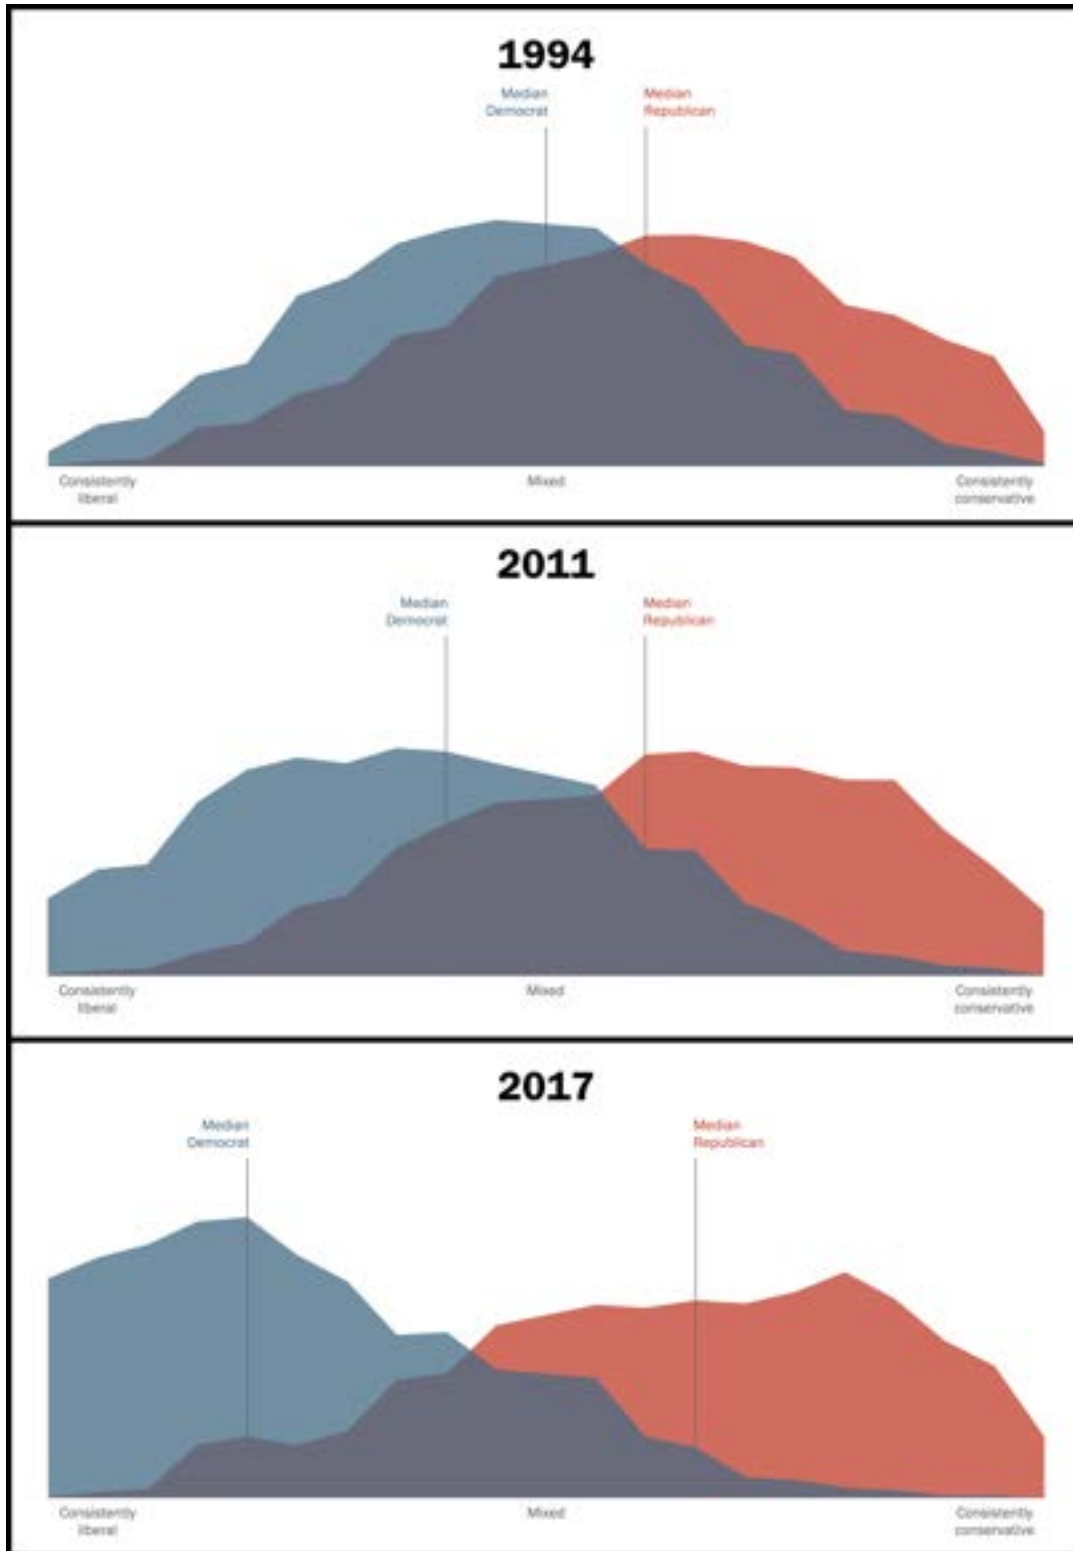 1994
Median
Democrat
Median
Republican
Consistently
liberal
Mixed
Consistently
conservative
2011
Median
Democrat
Median
Republican
Consistently
liberal
Mixed
Consistently
conservative
2017
Median
Democrat
Median
Republican
Consistently
liberal
Mixed
Consistently
conservative